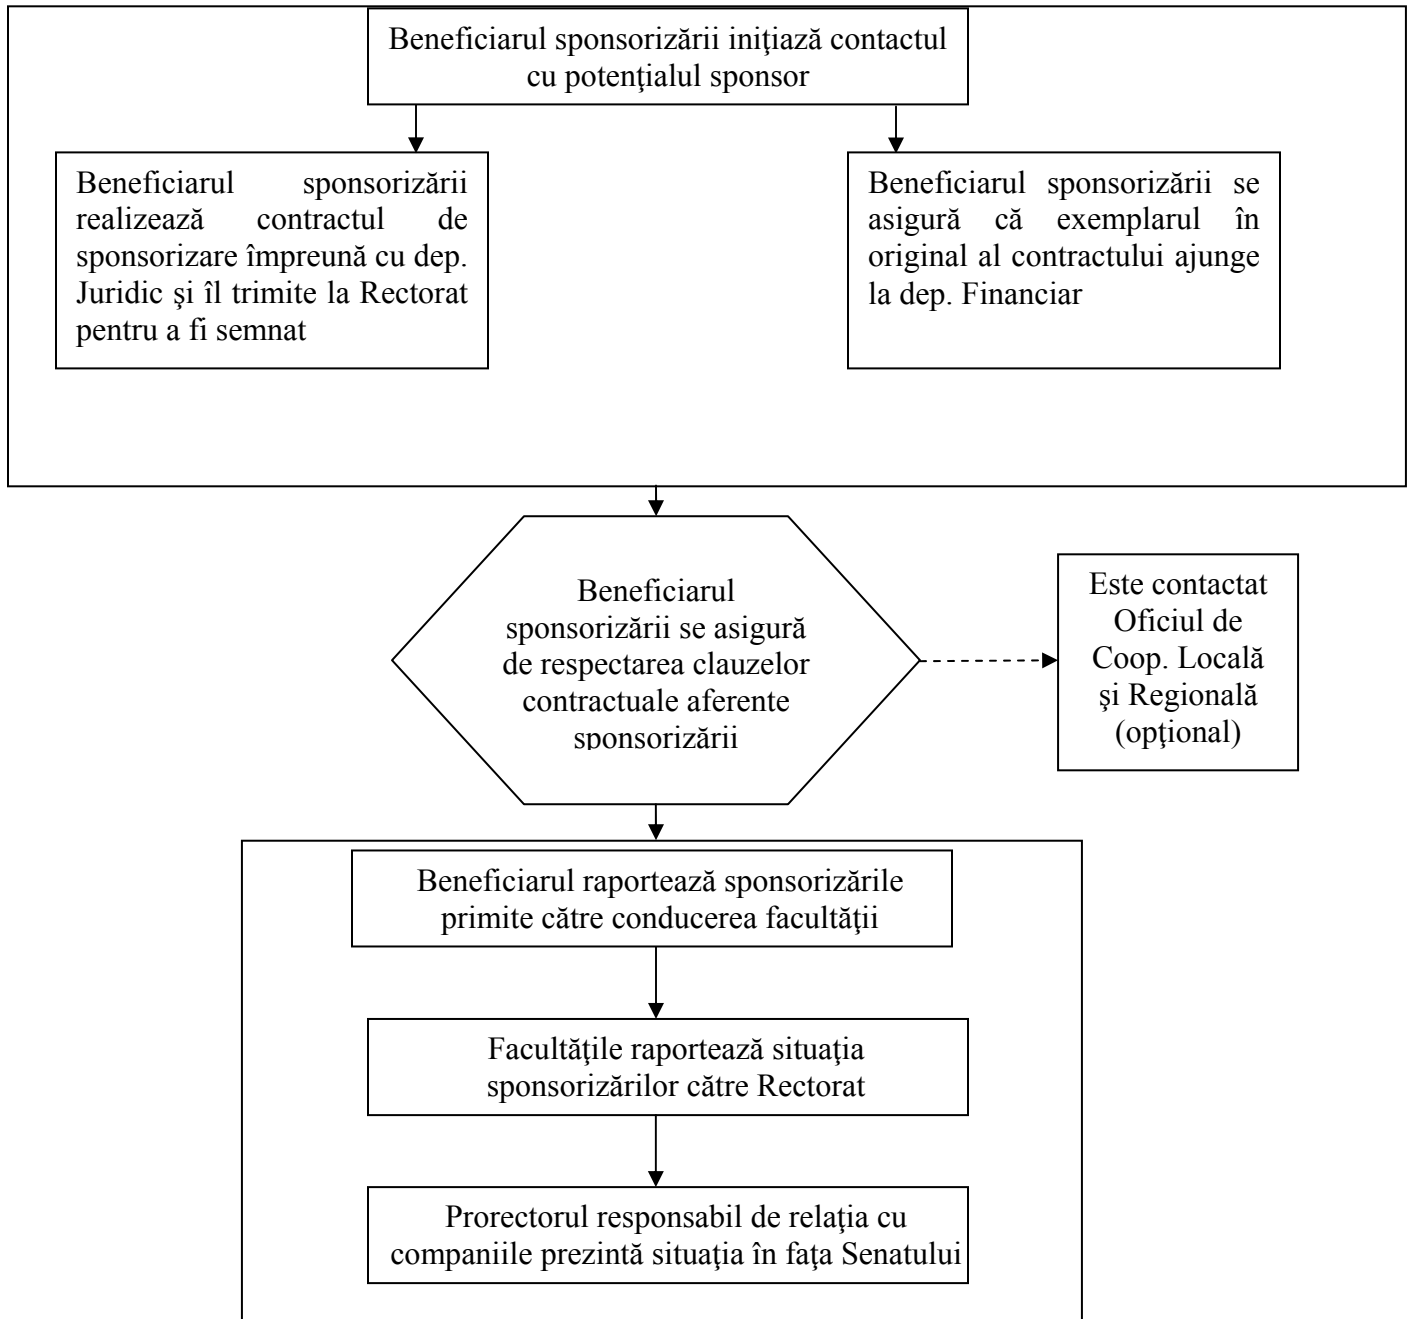 Beneficiarul sponsorizării iniţiază contactul
cu potenţialul sponsor
Beneficiarul sponsorizării
realizează contractul de
sponsorizare împreună cu dep.
Juridic şi îl trimite la Rectorat
pentru a fi semnat
Beneficiarul sponsorizării se
asigură că exemplarul în
original al contractului ajunge
la dep. Financiar
Beneficiarul
sponsorizării se asigură
de respectarea clauzelor
contractuale aferente
sponsorizării
Este contactat
Oficiul de
Coop. Locală
şi Regională
(opţional)
Beneficiarul raportează sponsorizările
primite către conducerea facultăţii
Facultăţile raportează situaţia
sponsorizărilor către Rectorat
Prorectorul responsabil de relaţia cu
companiile prezintă situaţia în faţa Senatului